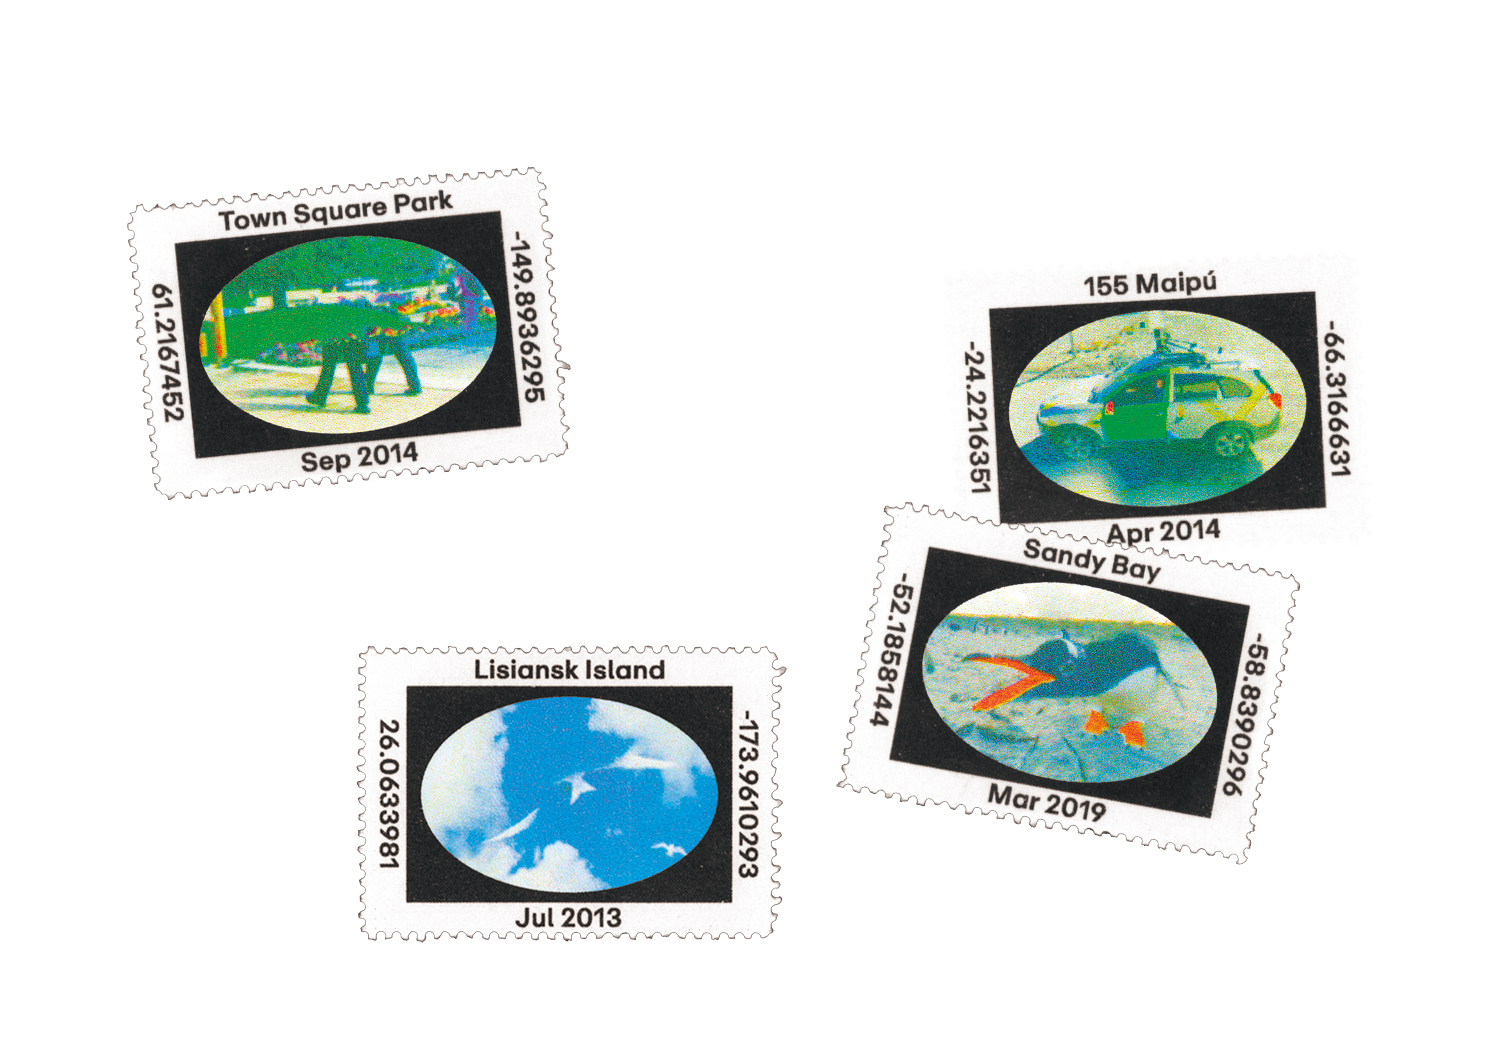 Town Square Park
61.2167452
-149.8936295
Sep 2014
155 Maipú
-24.2216351
-66.3166631
Apr 2014
Sandy Bay
-52.1858144
-58.8390296
Mar 2019
Lisiansk Island
26.0633981
-173.9610293
Jul 2013